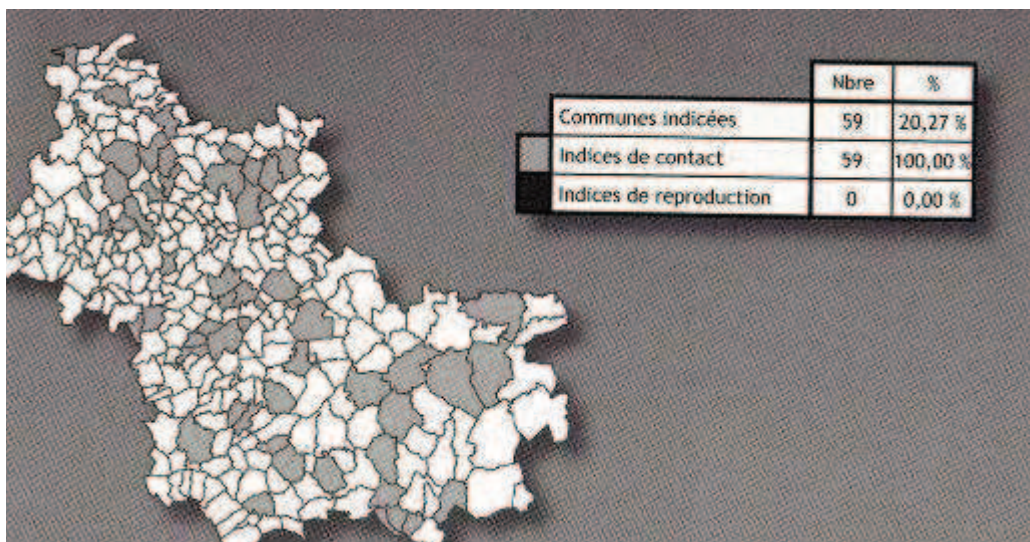 Nbre %
Communes indicées 59 20,27 %
Indices de contact 59 100,00 %
Indices de reproduction 0 0,00 %